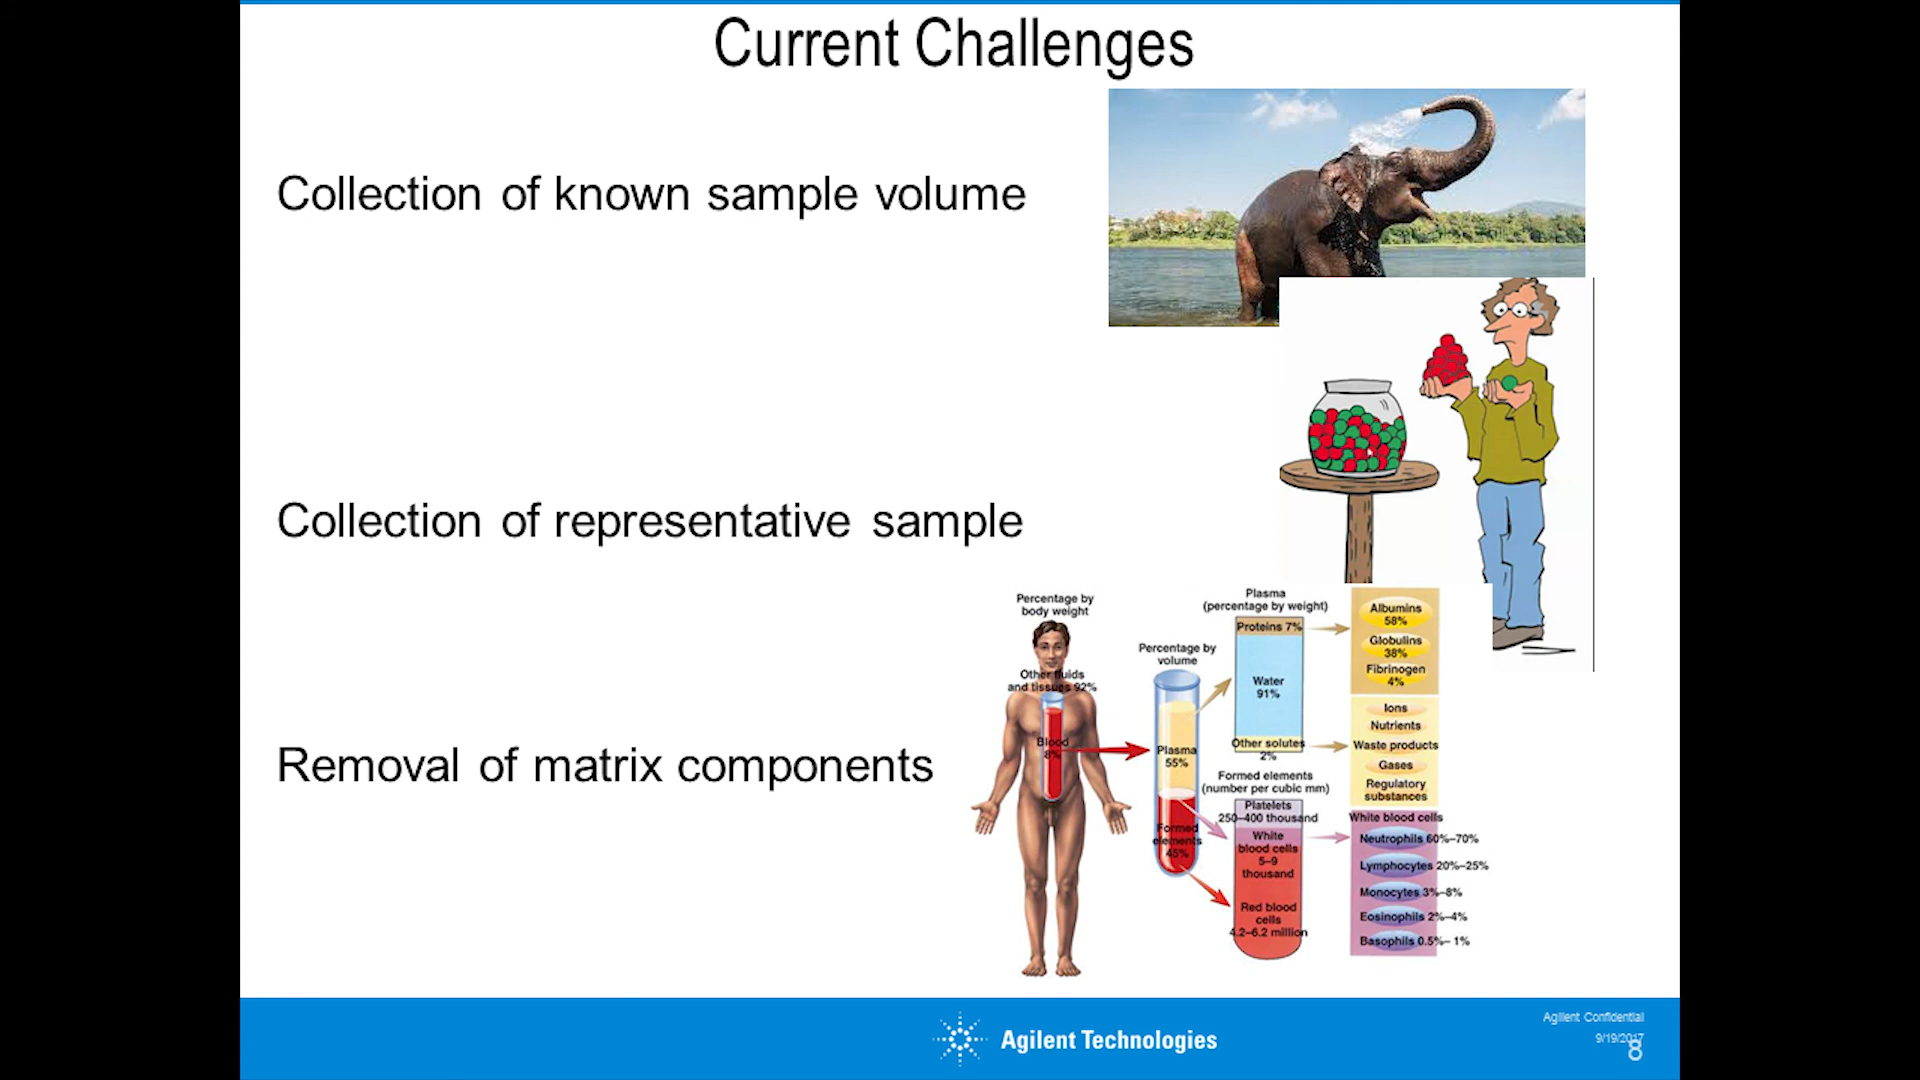 Current Challenges
Collection of known sample volume
Collection of representative sample
Removal of matrix components
Percentage by
body weight
Other fluids
and tissues 92%
Blood
8%
Percentage by
volume
Plasma
55%
Formed
elements
45%
Plasma
(percentage by weight)
Proteins 7%
Water
91%
Other solutes
2%
Formed elements
(number per cubic mm)
Platelets
250–400 thousand
White
blood cells
5–9
thousand
Red blood
cells
4.2–6.2 million
Albumins
58%
Globulins
38%
Fibrinogen
4%
Ions
Nutrients
Waste products
Gases
Regulatory
substances
White blood cells
Neutrophils 60%–70%
Lymphocytes 20%–25%
Monocytes 3%–8%
Eosinophils 2%–4%
Basophils 0.5%– 1%
Agilent Technologies
Agilent Confidential
9/19/2017
8